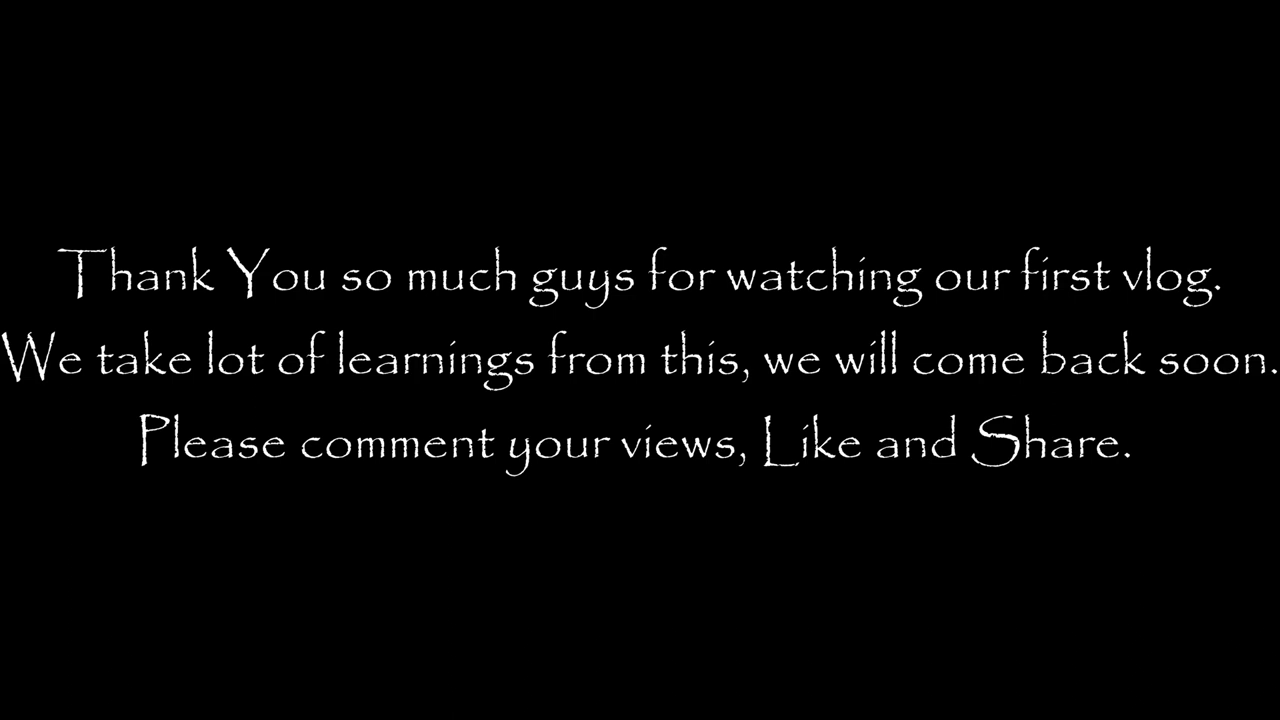 Thank You so much guys for watching our first vlog.
We take lot of learnings from this, we will come back soon.
Please comment your views, Like and Share.